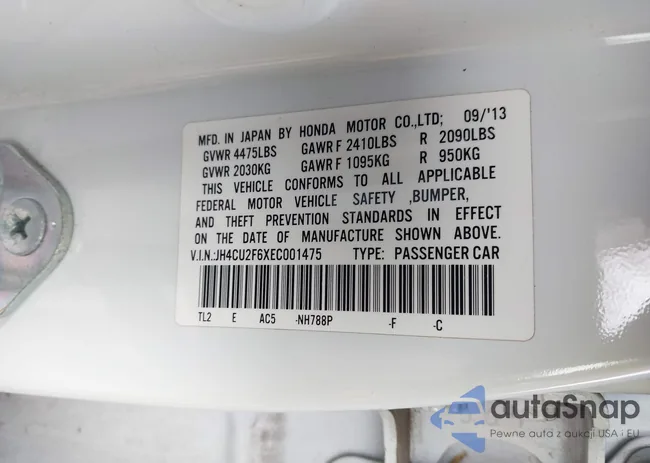 MFD. IN JAPAN BY HONDA MOTOR CO.,LTD; 09/'13
GVWR 4475LBS GAWR F 2410LBS R 2090LBS
GVWR 2030KG GAWR F 1095KG R 950KG
THIS VEHICLE CONFORMS TO ALL APPLICABLE
FEDERAL MOTOR VEHICLE SAFETY ,BUMPER,
AND THEFT PREVENTION STANDARDS IN EFFECT
ON THE DATE OF MANUFACTURE SHOWN ABOVE.
V.I.N.:JH4CU2F6XEC001475 TYPE: PASSENGER CAR
TL2 E AC5 -NH788P -F -C
autaSnap
Pewne auta z aukcji USA i EU